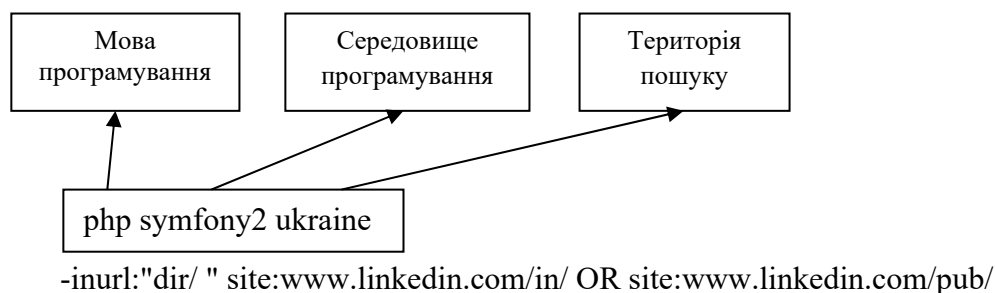 Мова
програмування
Середовище
програмування
Територія
пошуку
php symfony2 ukraine
-inurl:"dir/ " site:www.linkedin.com/in/ OR site:www.linkedin.com/pub/